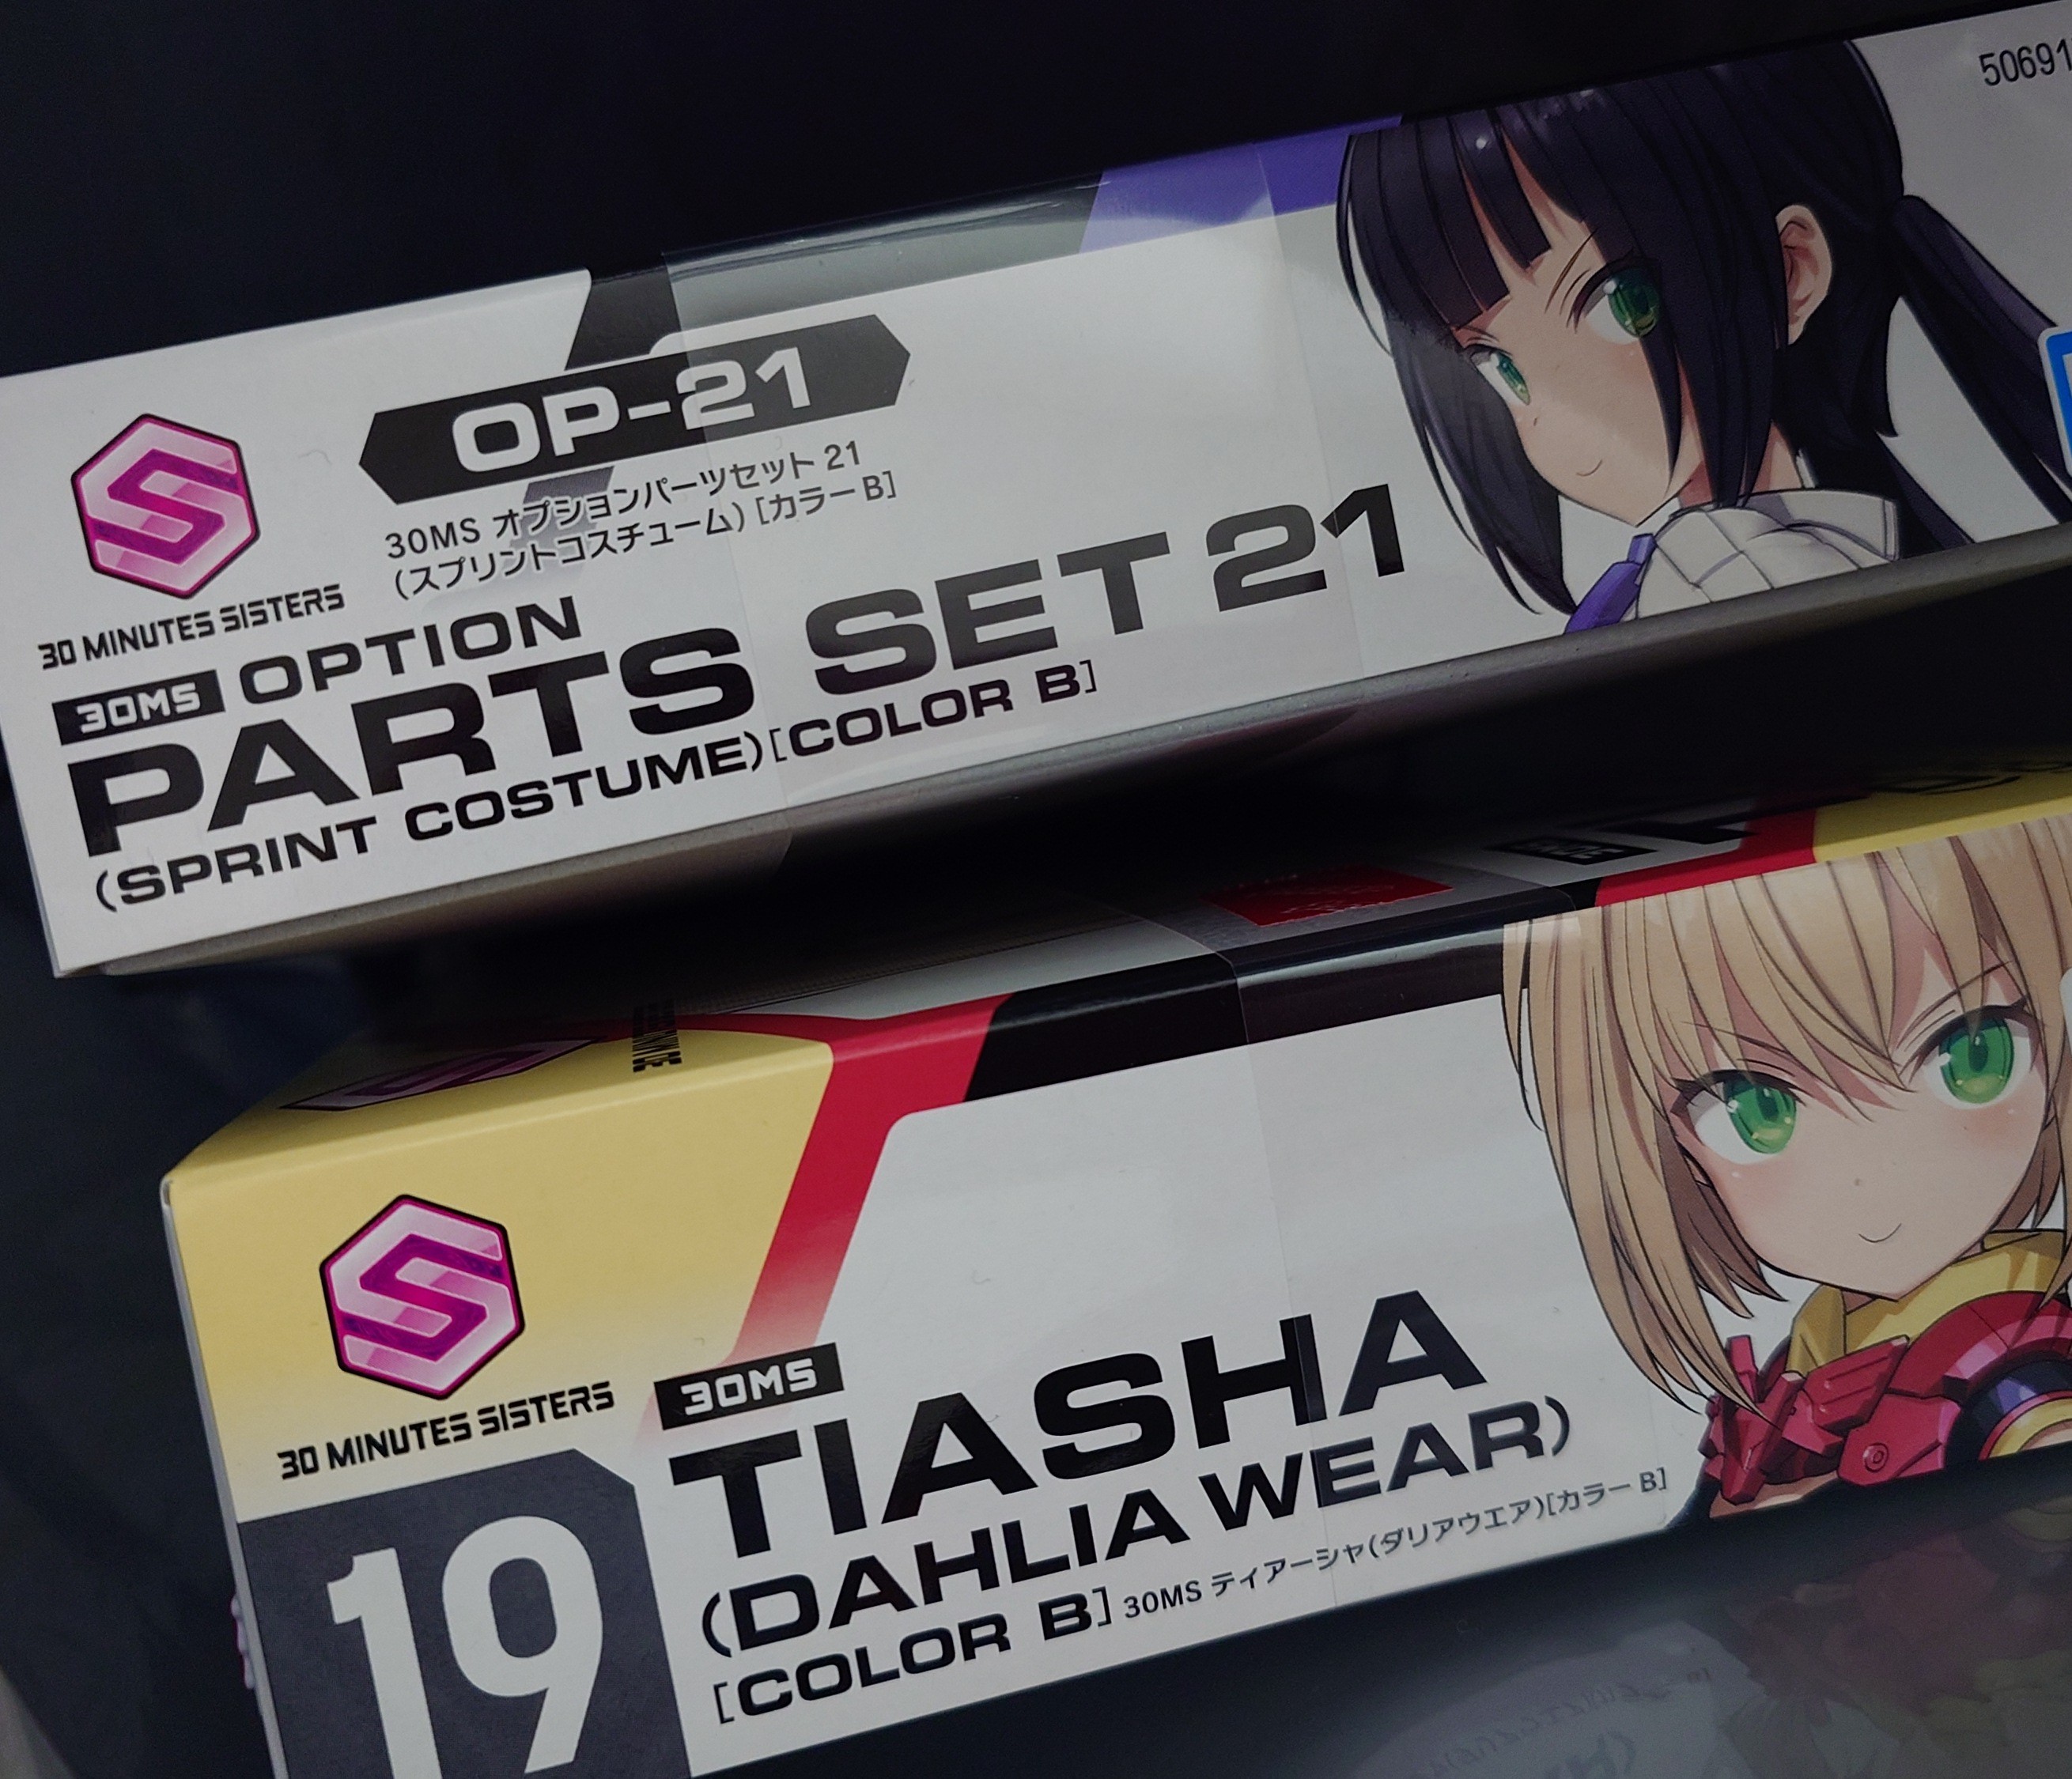 50691
OP-21
30MS オプションパーツセット 21
(スプリントコスチューム) [カラー B]
30 MINUTES SISTERS
30MS OPTION
PARTS SET 21
(SPRINT COSTUME)[COLOR B]
30 MINUTES SISTERS
19
30MS
TIASHA
(DAHLIA WEAR)
[COLOR B] 30MS ティアーシャ(ダリアウエア)[カラー B]